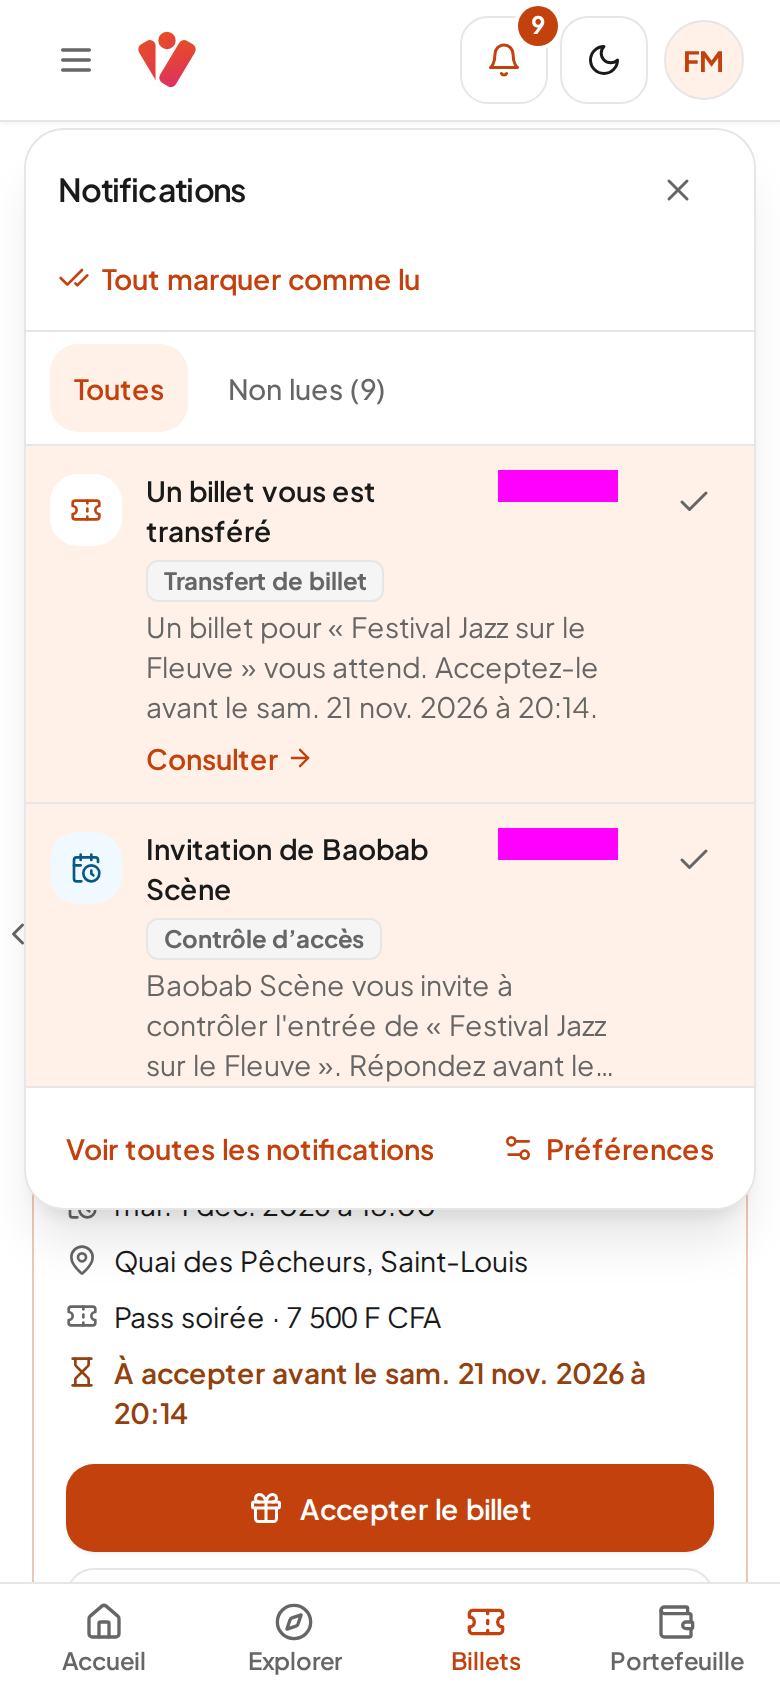 9
FM
Notifications
Tout marquer comme lu
Toutes
Non lues (9)
Un billet vous est
transféré
Transfert de billet
Un billet pour « Festival Jazz sur le
Fleuve » vous attend. Acceptez-le
avant le sam. 21 nov. 2026 à 20:14.
Consulter
Invitation de Baobab
Scène
Contrôle d’accès
Baobab Scène vous invite à
contrôler l'entrée de « Festival Jazz
sur le Fleuve ». Répondez avant le…
Voir toutes les notifications
Préférences
Quai des Pêcheurs, Saint-Louis
Pass soirée · 7 500 F CFA
À accepter avant le sam. 21 nov. 2026 à
20:14
Accepter le billet
Accueil
Explorer
Billets
Portefeuille